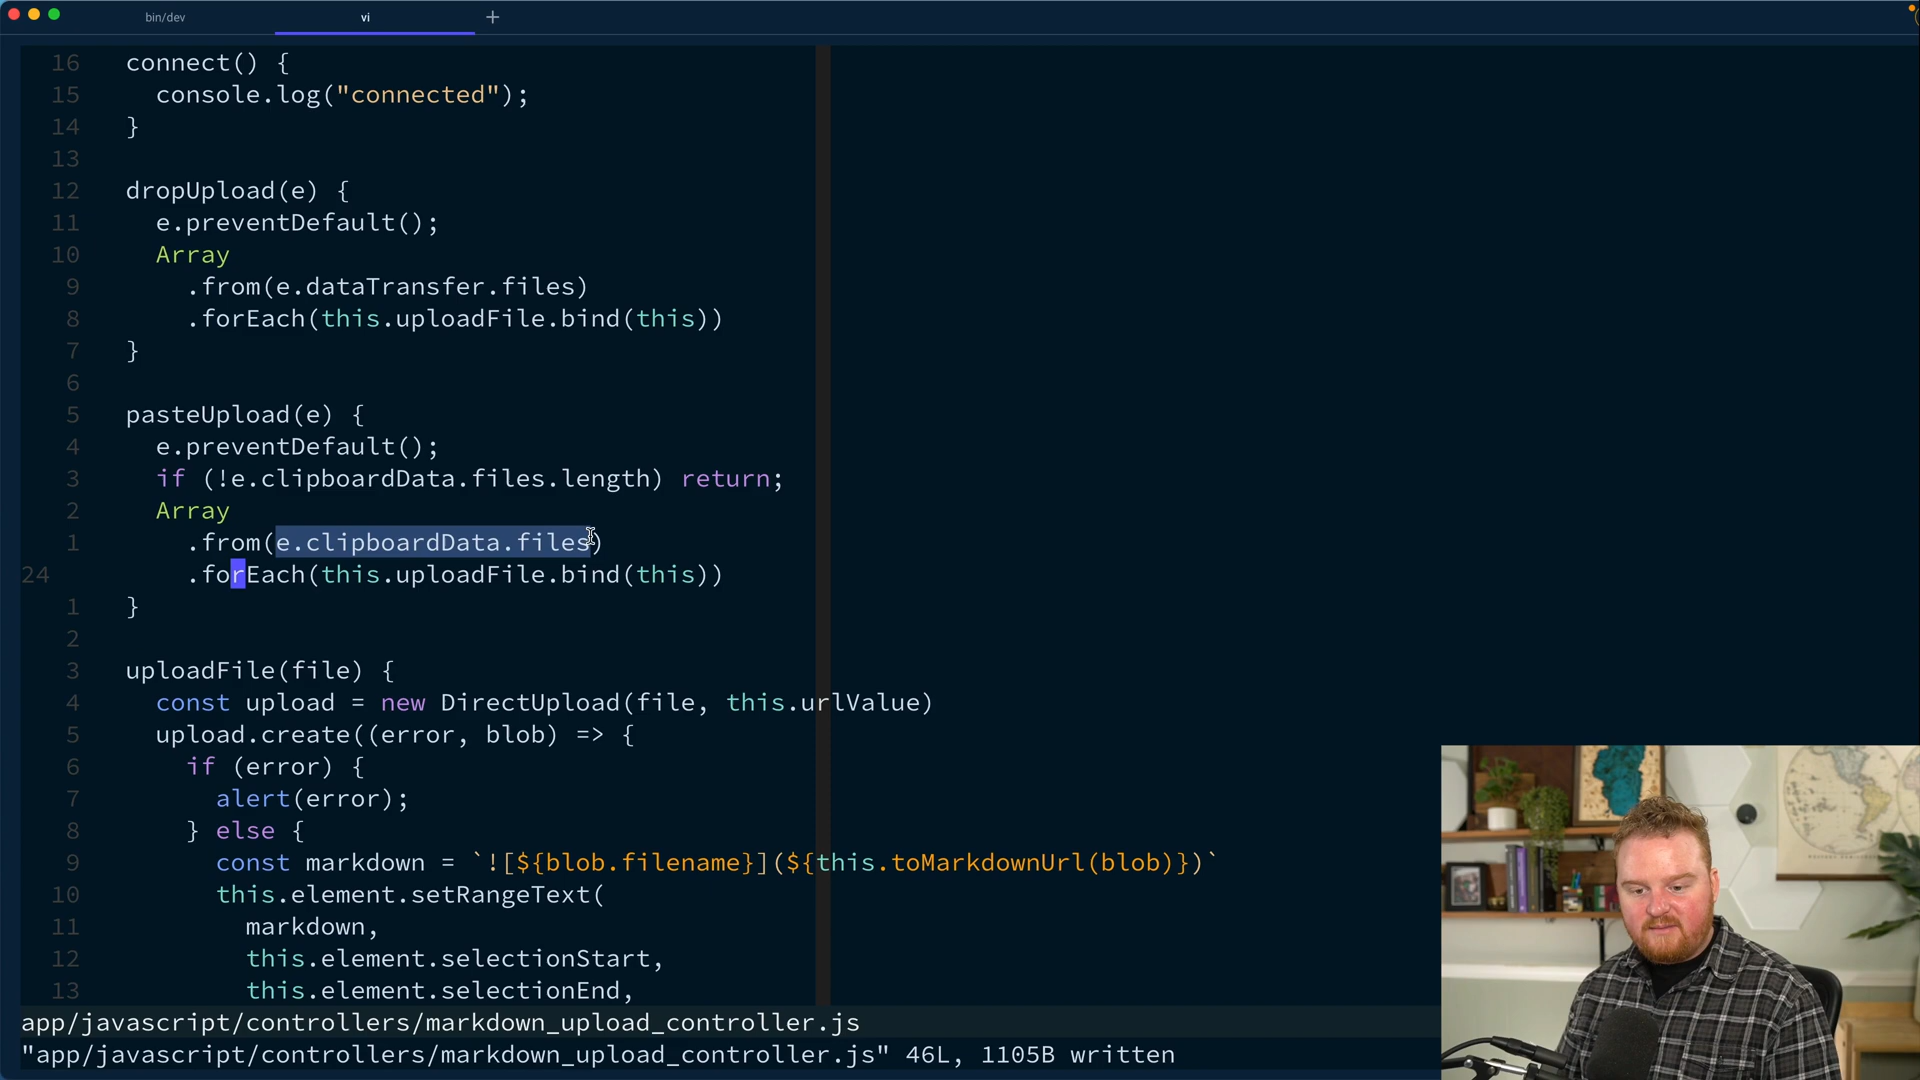 bin/dev vi +
16 connect() {
15 console.log("connected");
14 }
13
12 dropUpload(e) {
11 e.preventDefault();
10 Array
9 .from(e.dataTransfer.files)
8 .forEach(this.uploadFile.bind(this))
7 }
6
5 pasteUpload(e) {
4 e.preventDefault();
3 if (!e.clipboardData.files.length) return;
2 Array
1 .from(e.clipboardData.files)
24 .forEach(this.uploadFile.bind(this))
1 }
2
3 uploadFile(file) {
4 const upload = new DirectUpload(file, this.urlValue)
5 upload.create((error, blob) => {
6 if (error) {
7 alert(error);
8 } else {
9 const markdown = `![${blob.filename}](${this.toMarkdownUrl(blob)})`
10 this.element.setRangeText(
11 markdown,
12 this.element.selectionStart,
13 this.element.selectionEnd,
app/javascript/controllers/markdown_upload_controller.js
"app/javascript/controllers/markdown_upload_controller.js" 46L, 1105B written